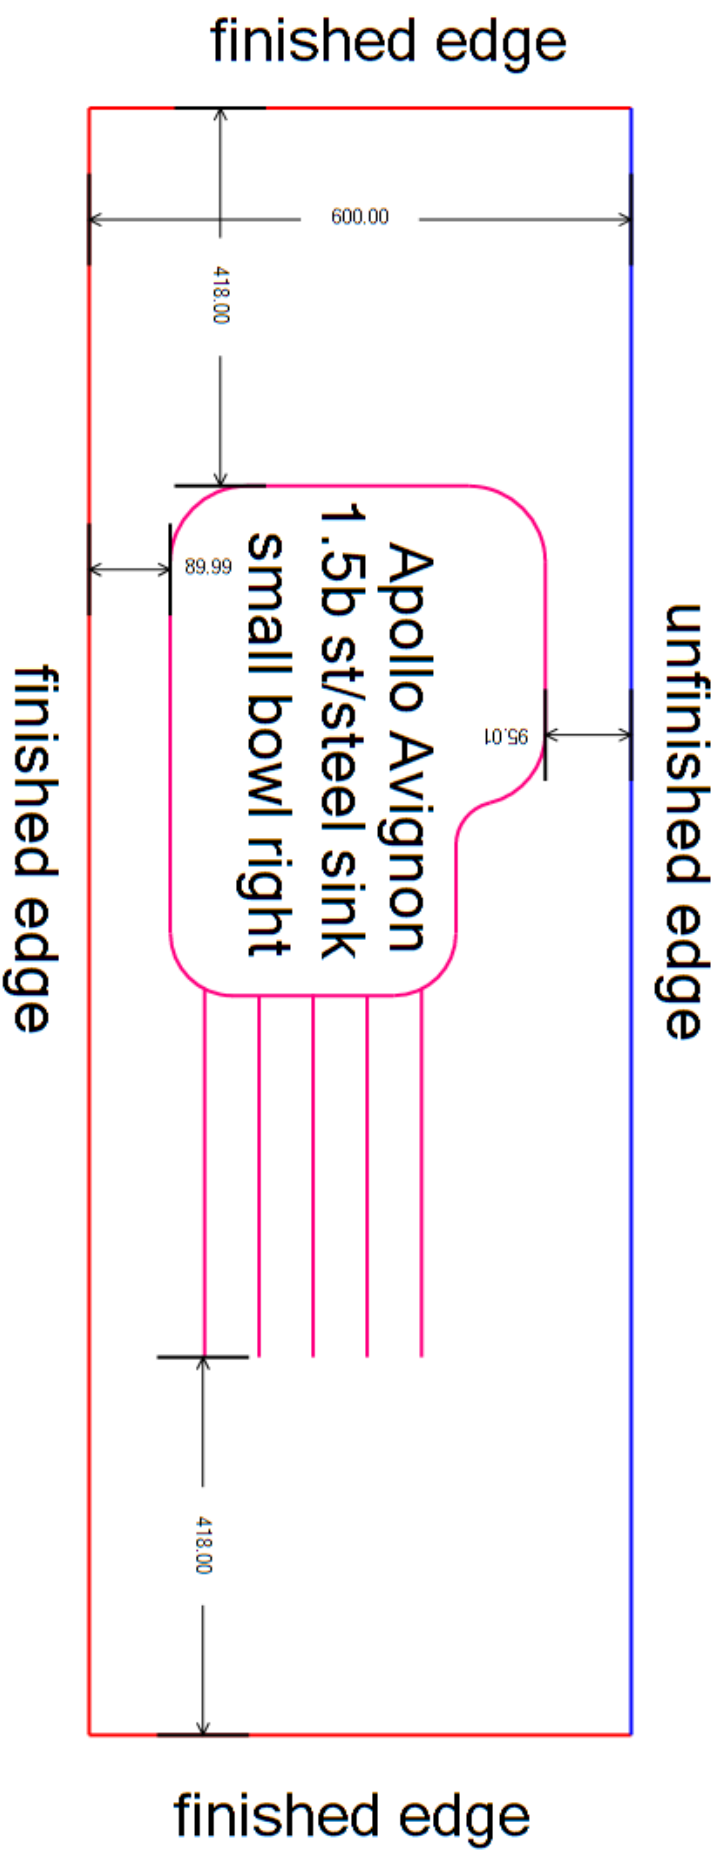 finished edge
600.00
418.00
89.99
Apollo Avignon
1.5b st/steel sink
small bowl right
95.01
finished edge
unfinished edge
418.00
finished edge